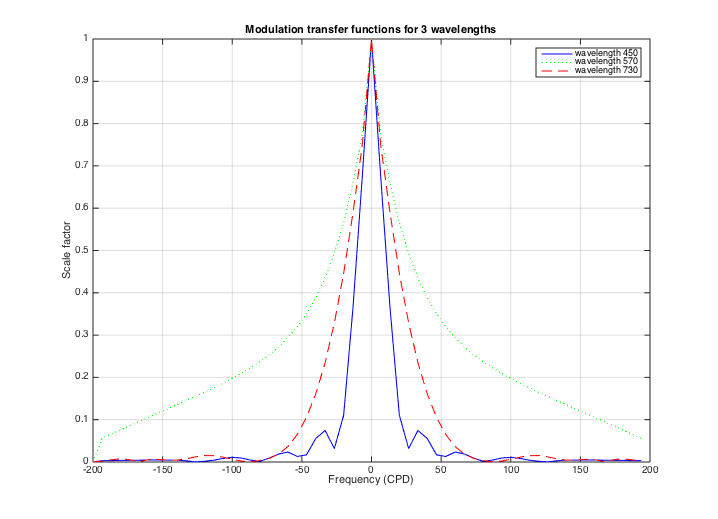 Modulation transfer functions for 3 wavelengths
1
0.9
0.8
0.7
0.6
0.5
0.4
0.3
0.2
0.1
0
Scale factor
wavelength 450
wavelength 570
wavelength 730
-200 -150 -100 -50 0 50 100 150 200
Frequency (CPD)